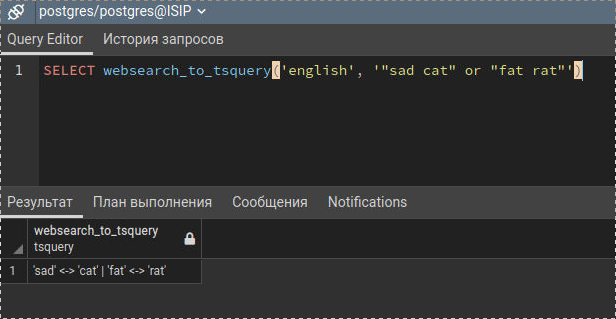 postgres/postgres@ISIP
Query Editor История запросов
1 SELECT websearch_to_tsquery('english', '"sad cat" or "fat rat"')
Результат План выполнения Сообщения Notifications
websearch_to_tsquery
tsquery
1 'sad' <-> 'cat' | 'fat' <-> 'rat'